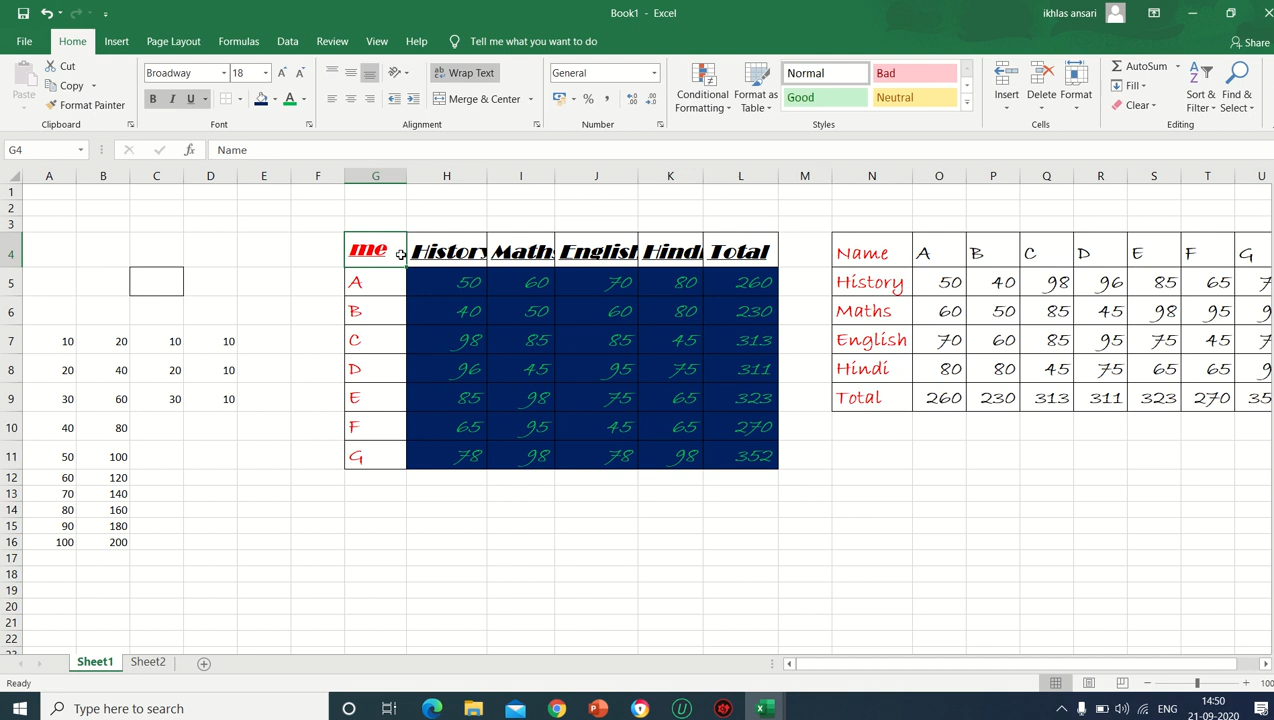 Book1 - Excel
ikhlas ansari
File Home Insert Page Layout Formulas Data Review View Help Tell me what you want to do Share
Paste Cut Copy Format Painter
Clipboard
Broadway 18
Font
Wrap Text
Merge & Center
Alignment
General
Number
Conditional Formatting Format as Table
Normal Bad
Good Neutral
Styles
Insert Delete Format
Cells
AutoSum
Fill
Clear
Sort & Filter Find & Select
Editing
G4 fx Name
A B C D E F G H I J K L M N O P Q R S T U
1
2
3
4 me History Maths English Hindi Total Name A B C D E F G
5 A 50 60 70 80 260 History 50 40 98 96 85 65 7
6 B 40 50 60 80 230 Maths 60 50 85 45 98 95 9
7 10 20 10 10 C 98 85 85 45 313 English 70 60 85 95 75 45 7
8 20 40 20 10 D 96 45 95 75 311 Hindi 80 80 45 75 65 65 9
9 30 60 30 10 E 85 98 75 65 323 Total 260 230 313 311 323 270 35
10 40 80 F 65 95 45 65 270
11 50 100 G 78 98 78 98 352
12 60 120
13 70 140
14 80 160
15 90 180
16 100 200
17
18
19
20
21
22
Sheet1 Sheet2
Ready
100
Type here to search
ENG
14:50
21-09-2020